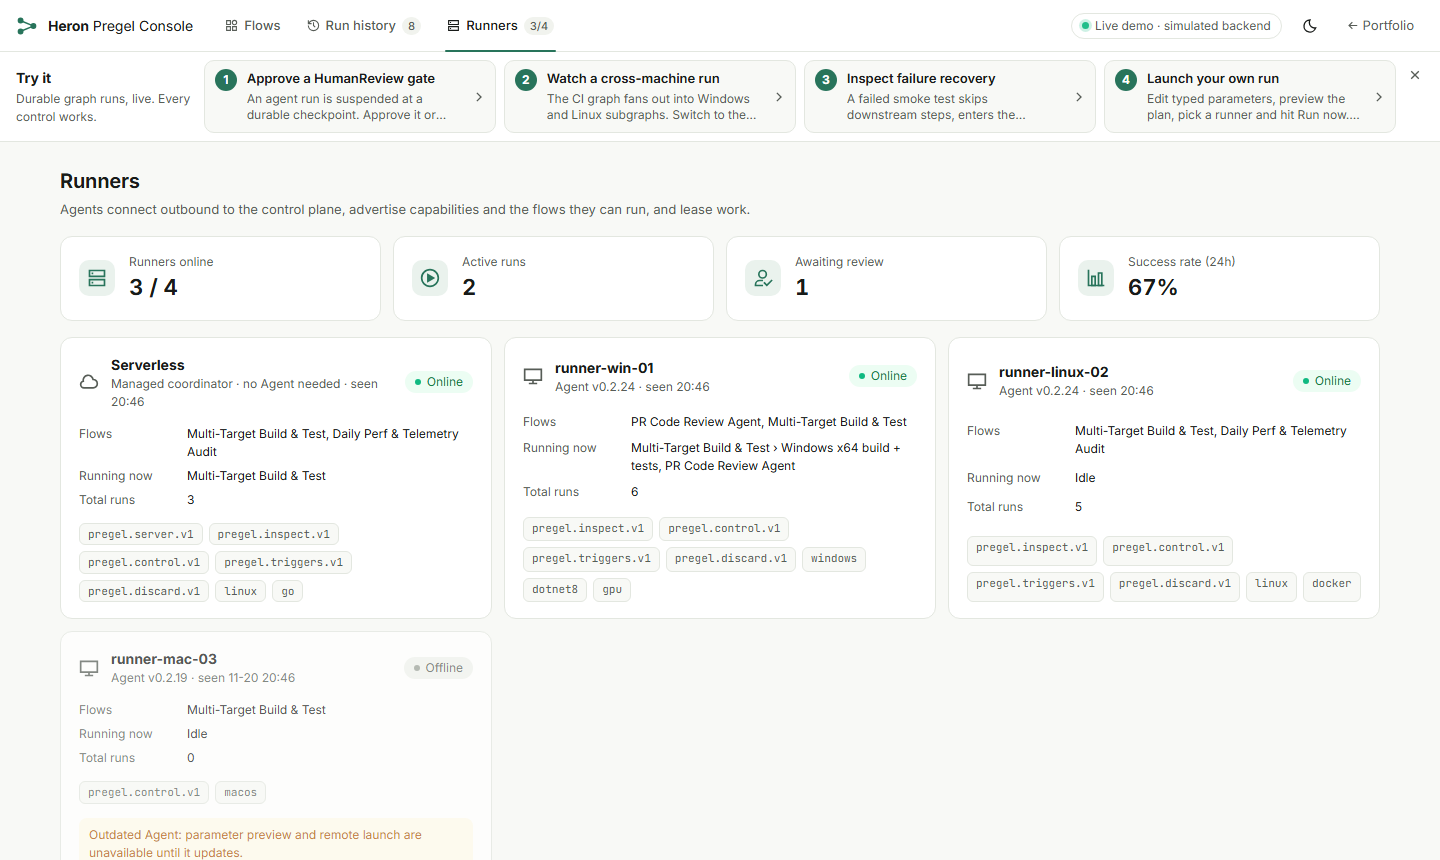 Heron Pregel Console
Flows
Run history 8
Runners 3/4
Live demo · simulated backend
← Portfolio
Try it
Durable graph runs, live. Every
control works.
1
Approve a HumanReview gate
An agent run is suspended at a
durable checkpoint. Approve it or...
2
Watch a cross-machine run
The CI graph fans out into Windows
and Linux subgraphs. Switch to the...
3
Inspect failure recovery
A failed smoke test skips
downstream steps, enters the...
4
Launch your own run
Edit typed parameters, preview the
plan, pick a runner and hit Run now....
Runners
Agents connect outbound to the control plane, advertise capabilities and the flows they can run, and lease work.
Runners online
3 / 4
Active runs
2
Awaiting review
1
Success rate (24h)
67%
Serverless
Managed coordinator · no Agent needed · seen
20:46
Online
Flows
Multi-Target Build & Test, Daily Perf & Telemetry
Audit
Running now
Multi-Target Build & Test
Total runs
3
pregel.server.v1 pregel.inspect.v1
pregel.control.v1 pregel.triggers.v1
pregel.discard.v1 linux go
runner-win-01
Agent v0.2.24 · seen 20:46
Online
Flows
PR Code Review Agent, Multi-Target Build & Test
Running now
Multi-Target Build & Test › Windows x64 build +
tests, PR Code Review Agent
Total runs
6
pregel.inspect.v1 pregel.control.v1
pregel.triggers.v1 pregel.discard.v1 windows
dotnet8 gpu
runner-linux-02
Agent v0.2.24 · seen 20:46
Online
Flows
Multi-Target Build & Test, Daily Perf & Telemetry
Audit
Running now
Idle
Total runs
5
pregel.inspect.v1 pregel.control.v1
pregel.triggers.v1 pregel.discard.v1 linux docker
runner-mac-03
Agent v0.2.19 · seen 11-20 20:46
Offline
Flows
Multi-Target Build & Test
Running now
Idle
Total runs
0
pregel.control.v1 macos
Outdated Agent: parameter preview and remote launch are
unavailable until it updates.